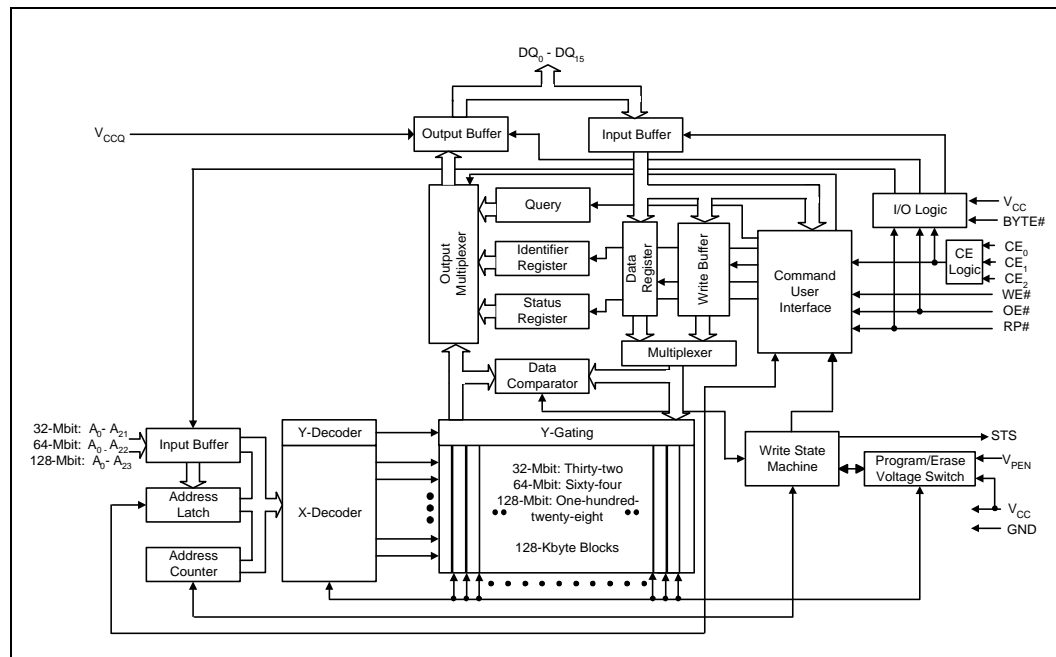 DQ0 - DQ15
VCCQ
Output Buffer
Input Buffer
Output
Multiplexer
Query
Identifier
Register
Status
Register
Data
Register
Write Buffer
Command
User
Interface
I/O Logic
VCC
BYTE#
CE
Logic
CE0
CE1
CE2
WE#
OE#
RP#
Multiplexer
Data
Comparator
32-Mbit: A0- A21
64-Mbit: A0 - A22
128-Mbit: A0- A23
Input Buffer
Address
Latch
Address
Counter
Y-Decoder
X-Decoder
Y-Gating
32-Mbit: Thirty-two
64-Mbit: Sixty-four
128-Mbit: One-hundred-
twenty-eight
128-Kbyte Blocks
Write State
Machine
Program/Erase
Voltage Switch
STS
VPEN
VCC
GND